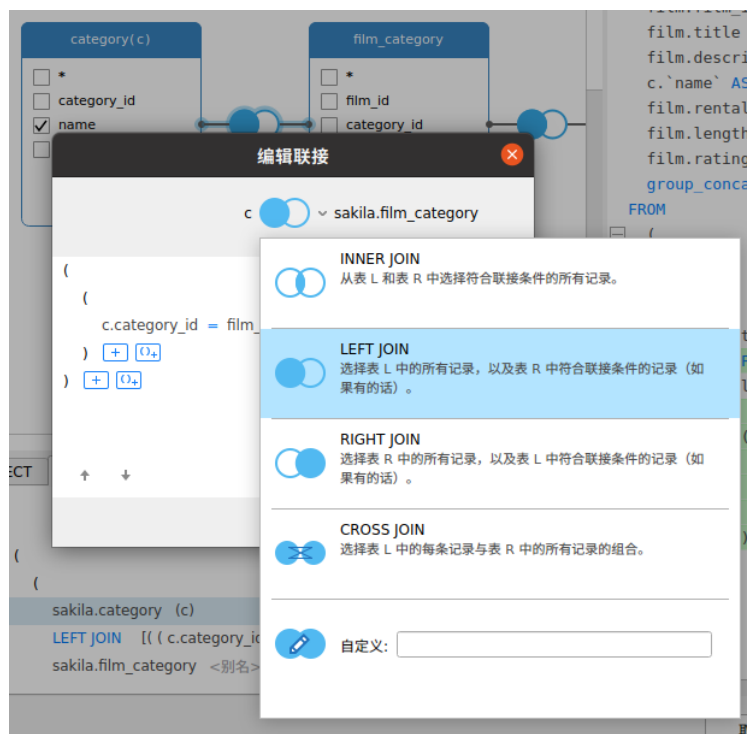 category(c)
film_category
*
category_id
name
*
film_id
category_id
film.title
film.descri
c.`name` AS
film.rental
film.length
film.rating
group_conca
FROM
(
编辑联接
c
sakila.film_category
(
(
c.category_id = film_
)
)
INNER JOIN
从表 L 和表 R 中选择符合联接条件的所有记录。
LEFT JOIN
选择表 L 中的所有记录，以及表 R 中符合联接条件的记录（如
果有的话）。
RIGHT JOIN
选择表 R 中的所有记录，以及表 L 中符合联接条件的记录（如
果有的话）。
CROSS JOIN
选择表 L 中的每条记录与表 R 中的所有记录的组合。
自定义:
ECT
(
(
sakila.category (c)
LEFT JOIN [( ( c.category_id
sakila.film_category <别名>